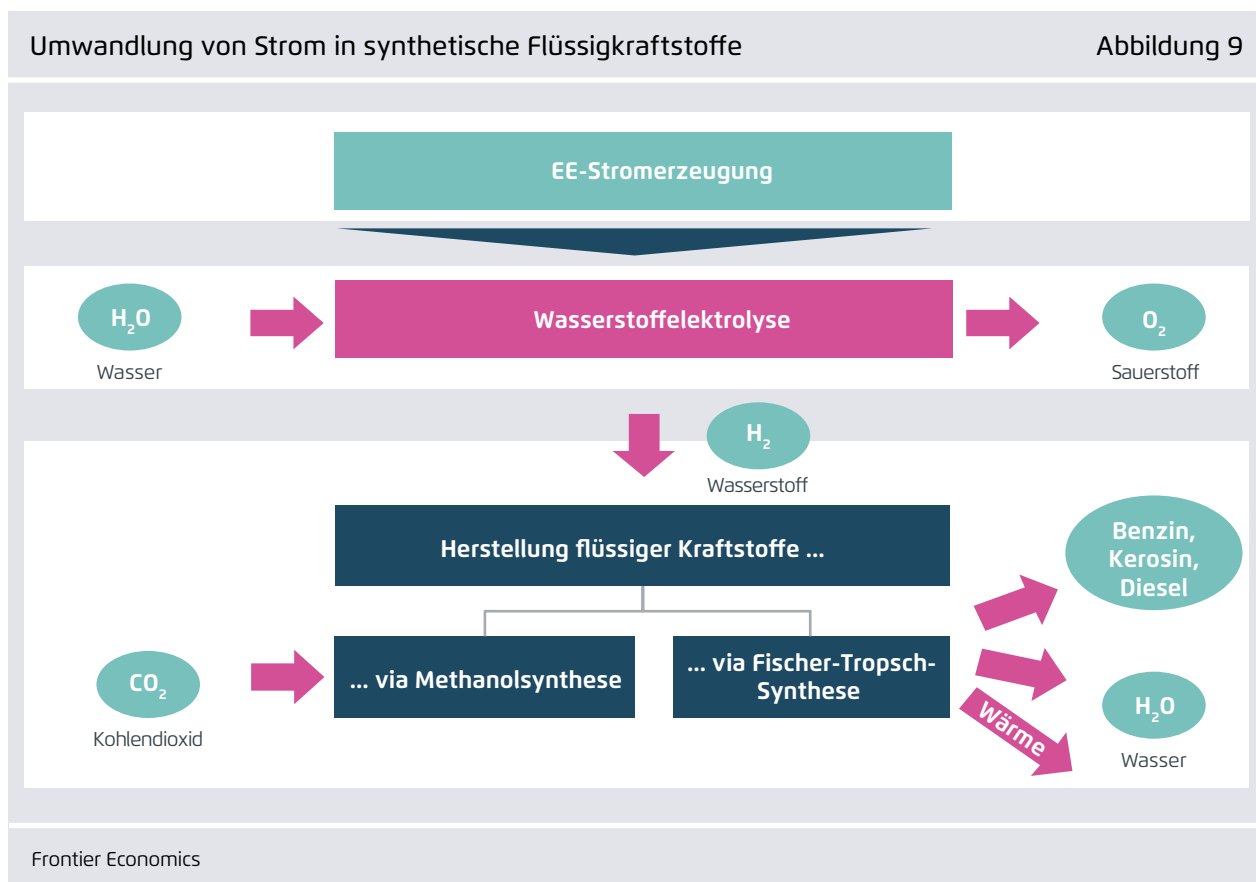 Umwandlung von Strom in synthetische Flüssigkraftstoffe
Abbildung 9
EE-Stromerzeugung
H₂O
Wasser
Wasserstoffelektrolyse
O₂
Sauerstoff
H₂
Wasserstoff
Herstellung flüssiger Kraftstoffe ...
Benzin,
Kerosin,
Diesel
CO₂
Kohlendioxid
... via Methanolsynthese
... via Fischer-Tropsch-
Synthese
Wärme
H₂O
Wasser
Frontier Economics